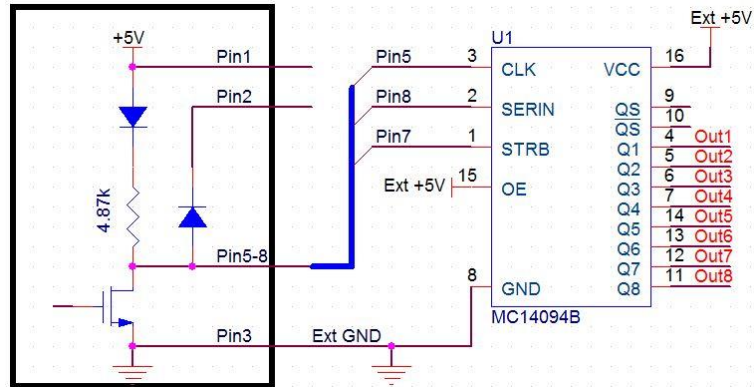 +5V
Pin1
Pin2
4.87k
Pin5-8
Pin3
Ext GND
Pin5
Pin8
Pin7
Ext +5V
U1
3 CLK VCC 16
Ext +5V
2 SERIN QS 9
QS 10
1 STRB Q1 4 Out1
Q2 5 Out2
15 OE Q3 6 Out3
Q4 7 Out4
Q5 14 Out5
Q6 13 Out6
Q7 12 Out7
8 GND Q8 11 Out8
MC14094B